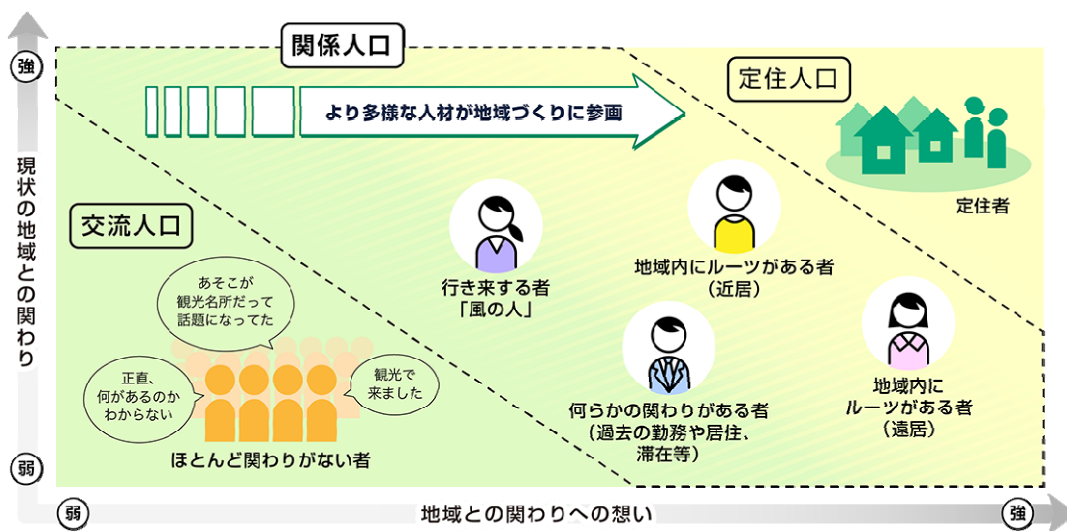 強
現状の地域との関わり
弱
関係人口
より多様な人材が地域づくりに参画
定住人口
定住者
交流人口
あそこが
観光名所だって
話題になってた
正直、
何があるのか
わからない
観光で
来ました
ほとんど関わりがない者
行き来する者
「風の人」
地域内にルーツがある者
（近居）
何らかの関わりがある者
（過去の勤務や居住、
滞在等）
地域内に
ルーツがある者
（遠居）
弱
地域との関わりへの想い
強